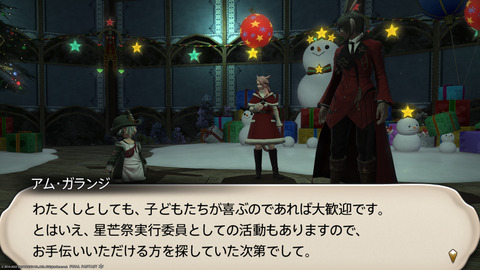 アム・ガランジ
わたくしとしても、子どもたちが喜ぶのであれば大歓迎です。
とはいえ、星芒祭実行委員としての活動もありますので、
お手伝いいただける方を探していた次第でして。